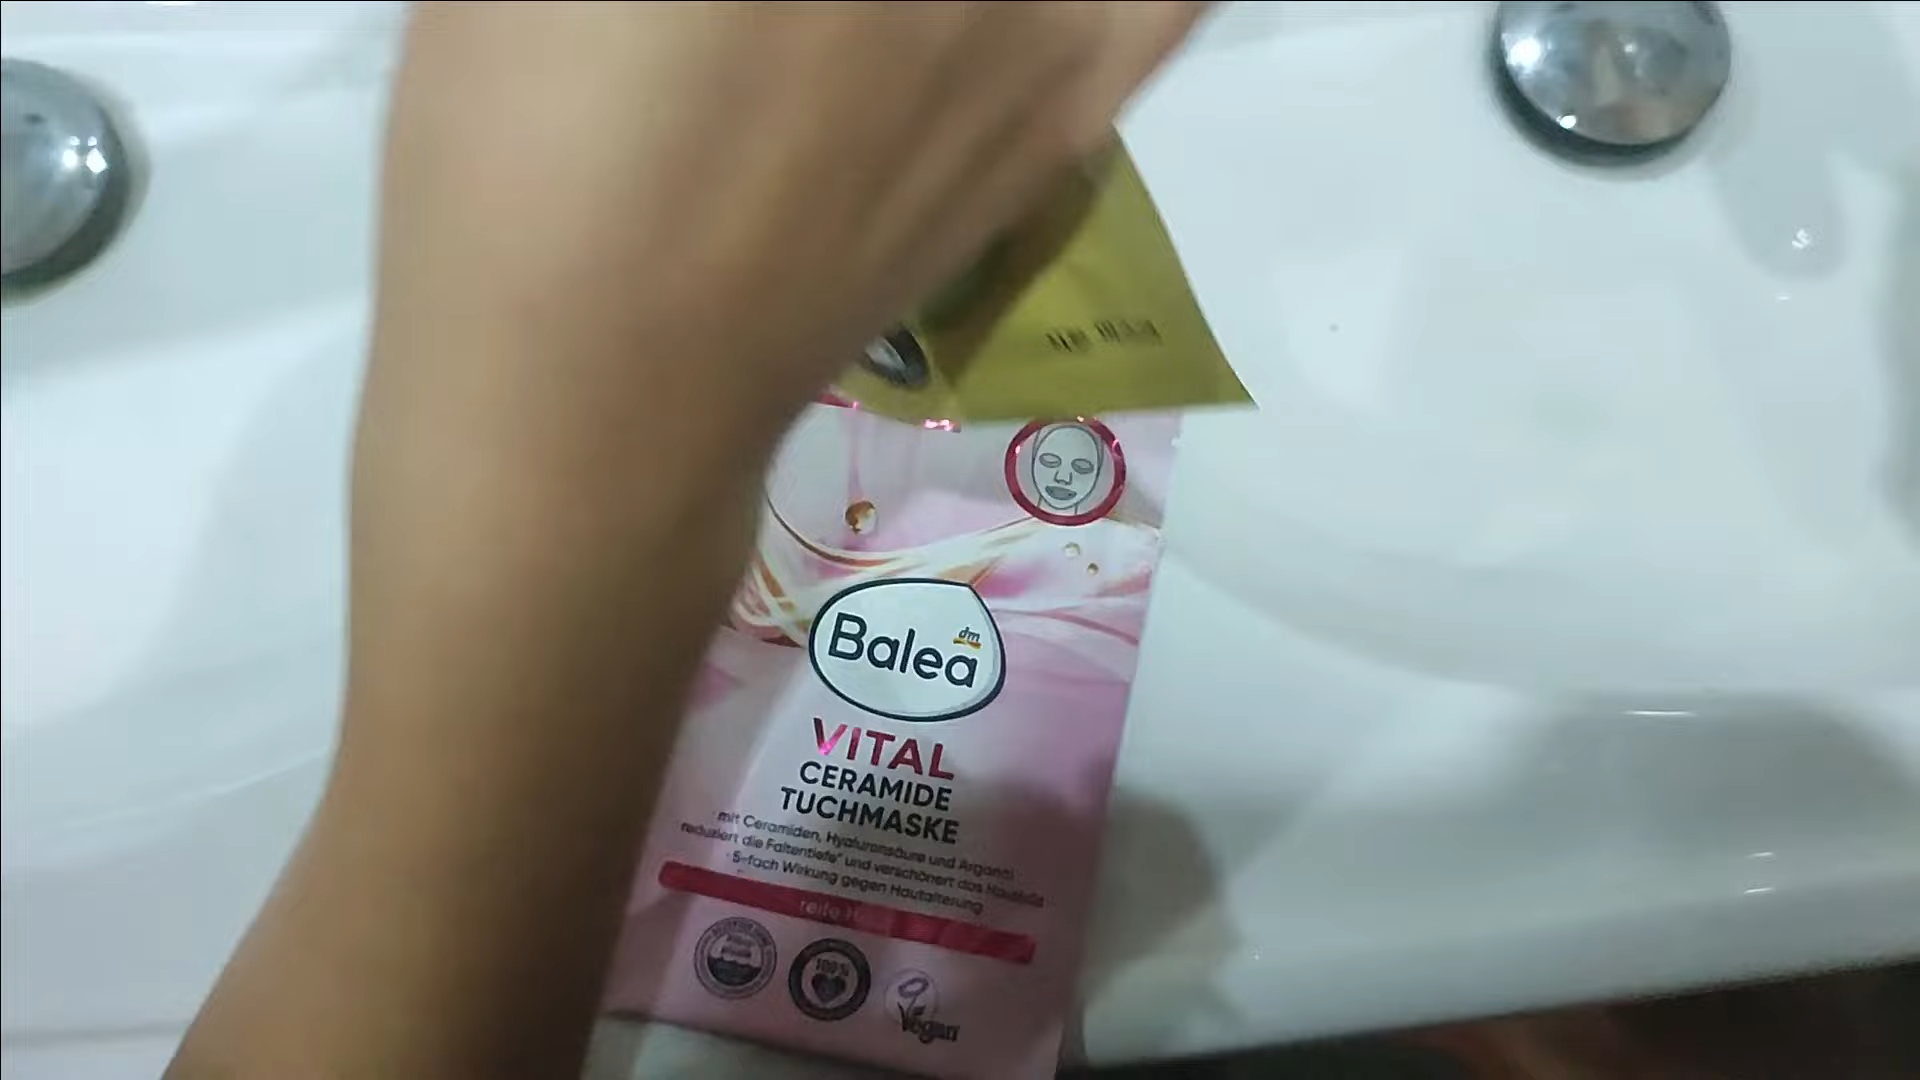 Balea
dm
VITAL
CERAMIDE
TUCHMASKE
mit Ceramiden, Hyaluronsäure und Arganöl
reduziert die Faltentiefe* und verschönert das Hautbild
5-fach Wirkung gegen Hautalterung
reife
100%
Vegan